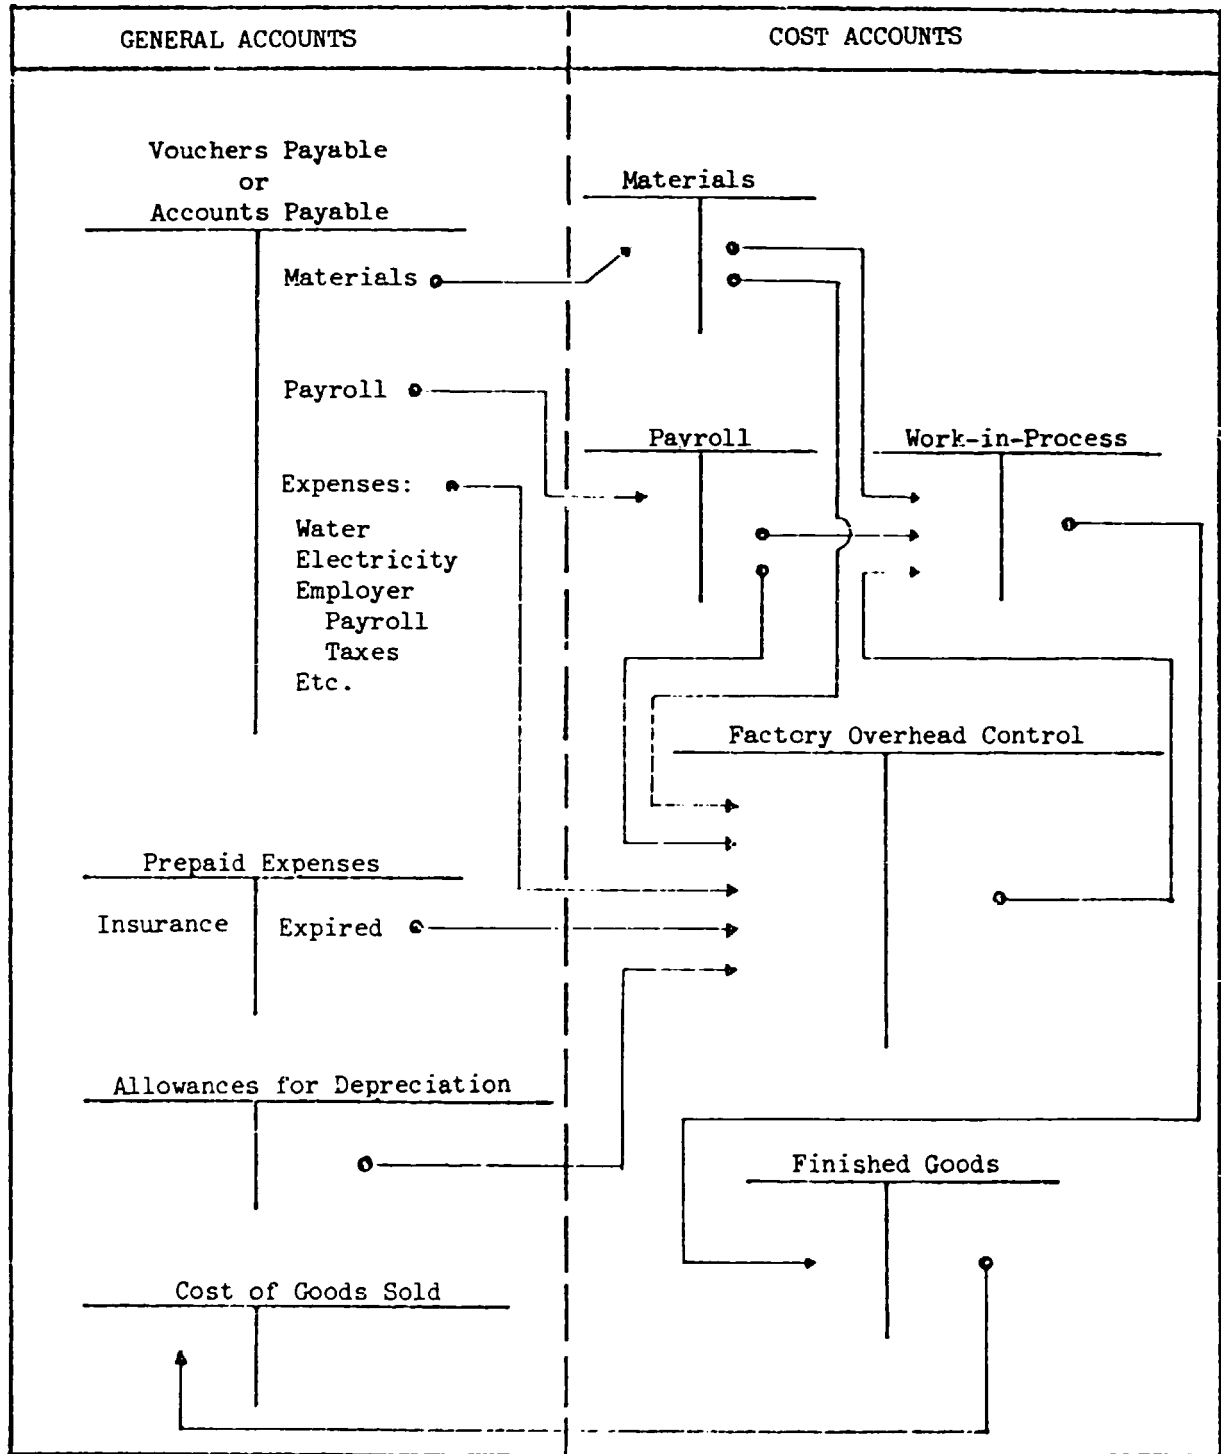 GENERAL ACCOUNTS
COST ACCOUNTS
Vouchers Payable
or
Accounts Payable
Materials
Payroll
Expenses:
Water
Electricity
Employer
Payroll
Taxes
Etc.
Prepaid Expenses
Insurance
Expired
Allowances for Depreciation
Cost of Goods Sold
Materials
Payroll
Work-in-Process
Factory Overhead Control
Finished Goods